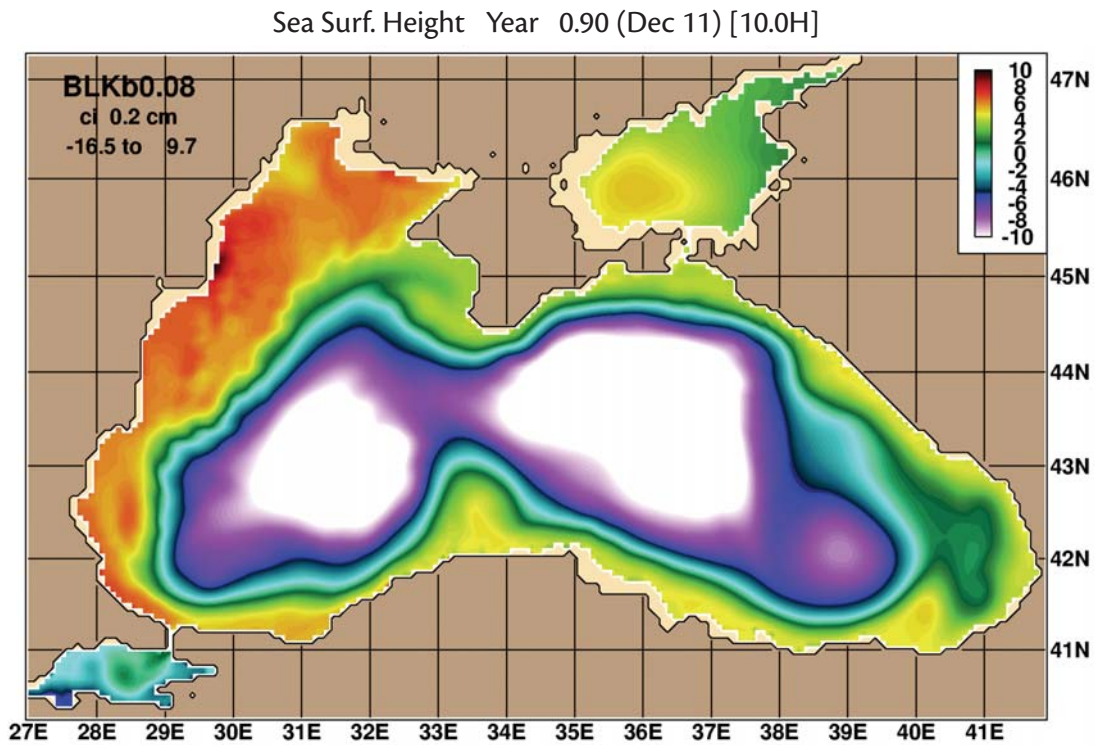 Sea Surf. Height Year 0.90 (Dec 11) [10.0H]
BLKb0.08
ci 0.2 cm
-16.5 to 9.7
10
8
6
4
2
0
-2
-4
-6
-8
-10
47N
46N
45N
44N
43N
42N
41N
27E 28E 29E 30E 31E 32E 33E 34E 35E 36E 37E 38E 39E 40E 41E